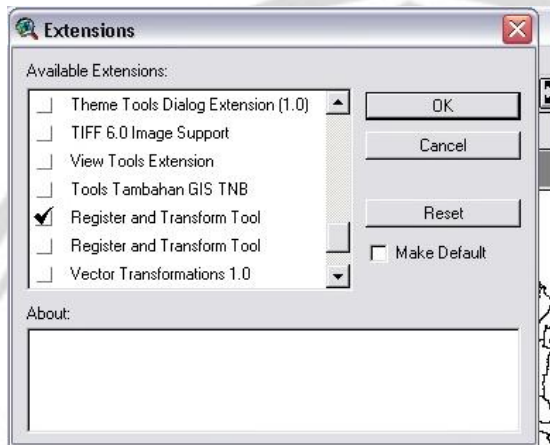 Extensions
Available Extensions:
Theme Tools Dialog Extension (1.0)
TIFF 6.0 Image Support
View Tools Extension
Tools Tambahan GIS TNB
Register and Transform Tool
Register and Transform Tool
Vector Transformations 1.0
OK
Cancel
Reset
Make Default
About: